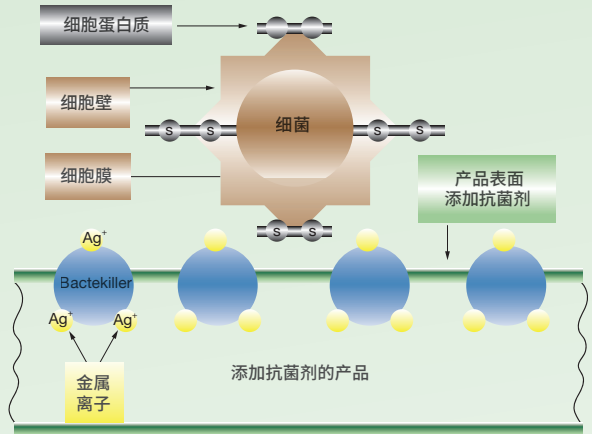 细胞蛋白质
细胞壁
S
S
细菌
S
S
细胞膜
产品表面
添加抗菌剂
S
S
Ag⁺
Bactekiller
Ag⁺
Ag⁺
金属
离子
添加抗菌剂的产品